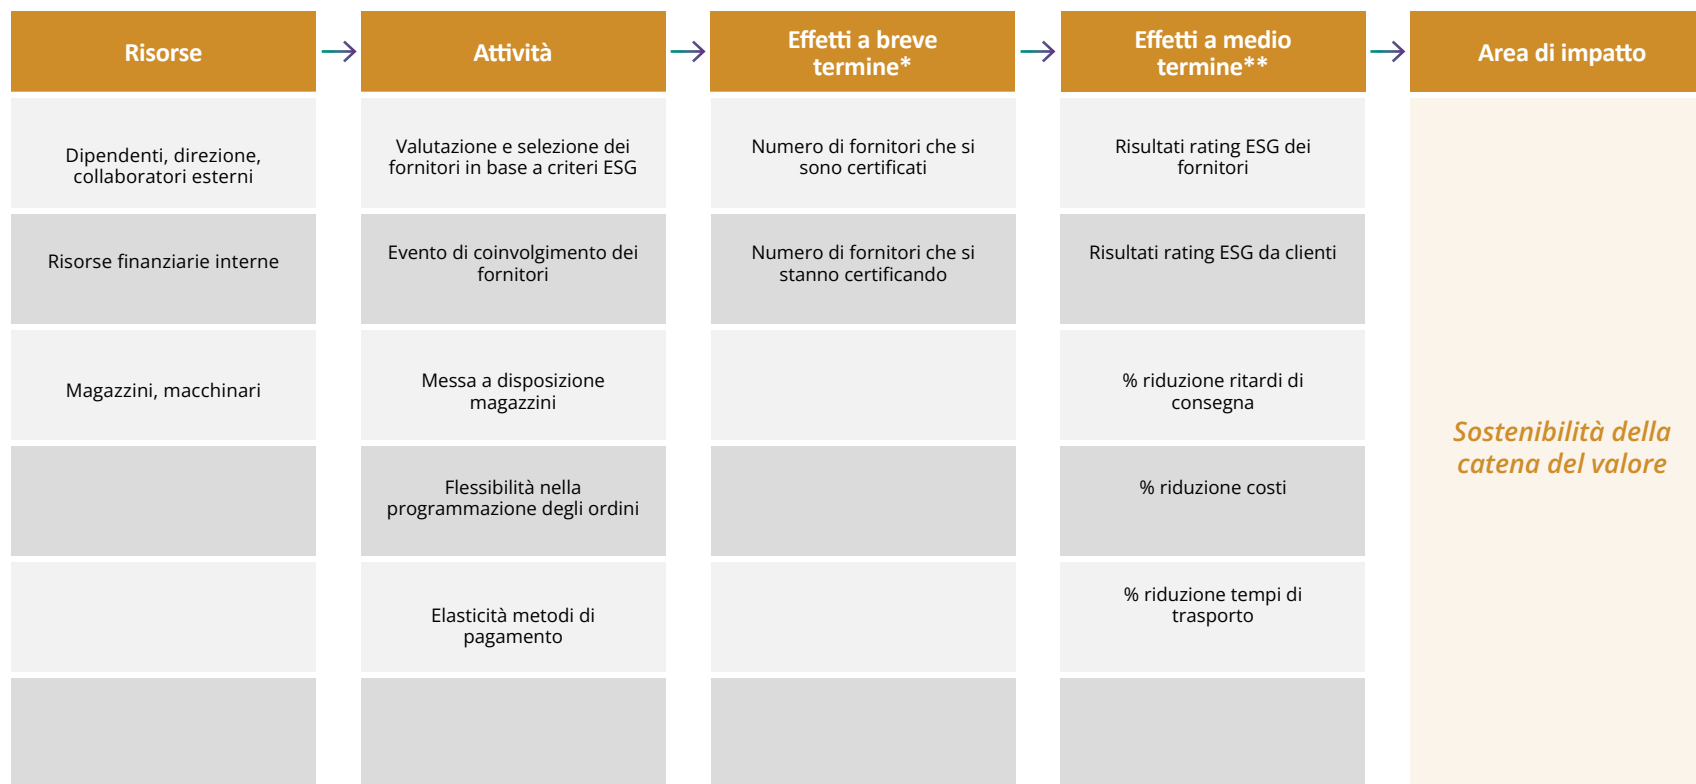 Risorse
Attività
Effetti a breve
termine*
Effetti a medio
termine**
Area di impatto
Dipendenti, direzione,
collaboratori esterni
Valutazione e selezione dei
fornitori in base a criteri ESG
Numero di fornitori che si
sono certificati
Risultati rating ESG dei
fornitori
Risorse finanziarie interne
Evento di coinvolgimento dei
fornitori
Numero di fornitori che si
stanno certificando
Risultati rating ESG da clienti
Magazzini, macchinari
Messa a disposizione
magazzini
% riduzione ritardi di
consegna
Flessibilità nella
programmazione degli ordini
% riduzione costi
Elasticità metodi di
pagamento
% riduzione tempi di
trasporto
Sostenibilità della
catena del valore